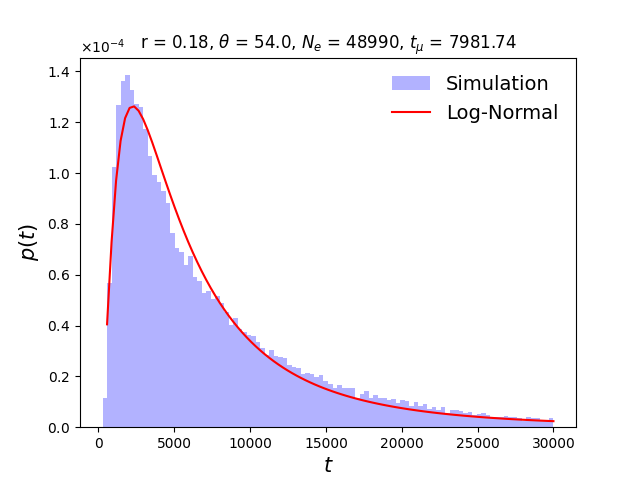 ×10⁻⁴ r = 0.18, θ = 54.0, Nₑ = 48990, t_μ = 7981.74
Simulation
Log-Normal
1.4
1.2
1.0
0.8
0.6
0.4
0.2
0.0
p(t)
0 5000 10000 15000 20000 25000 30000
t